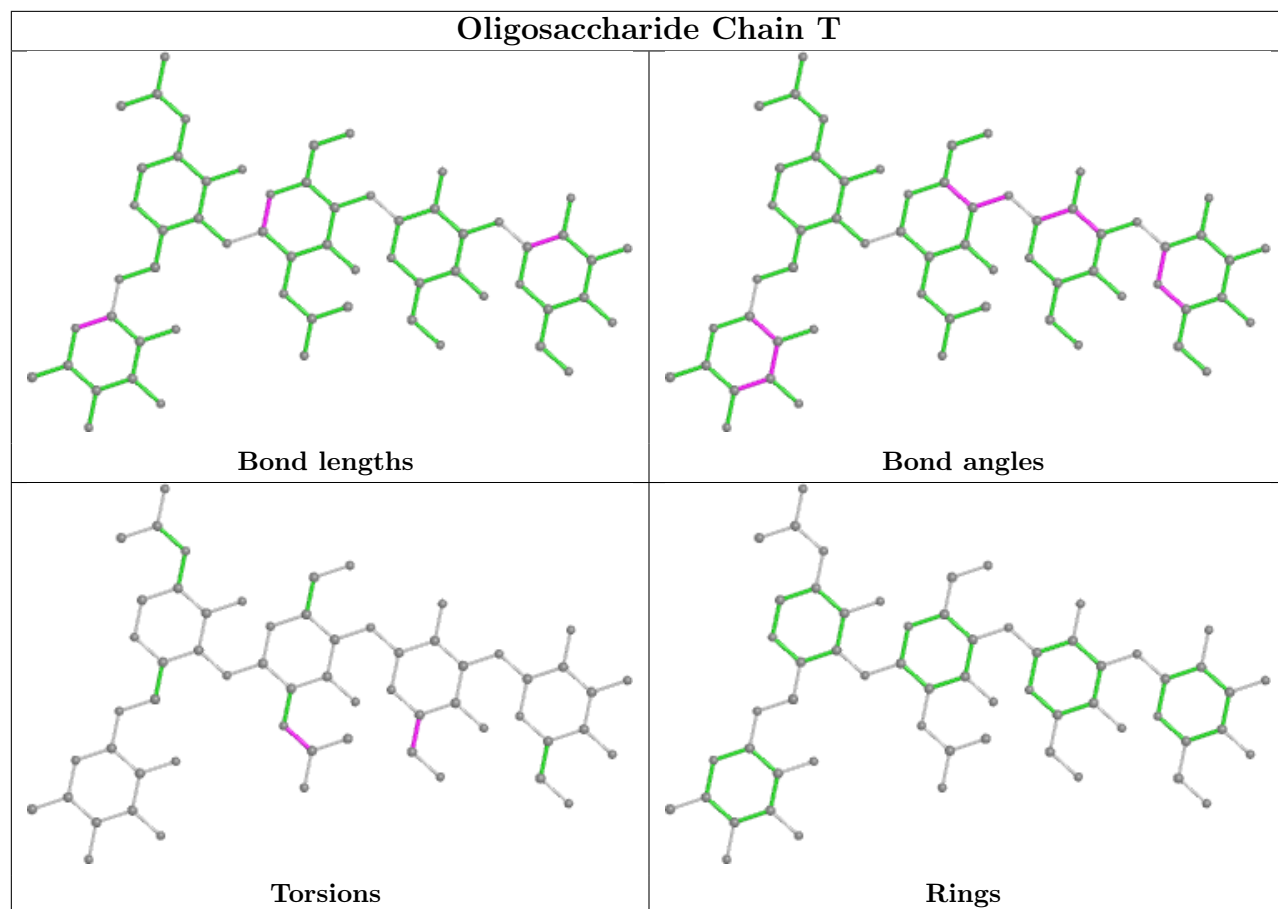 Oligosaccharide Chain T
Bond lengths
Bond angles
Torsions
Rings